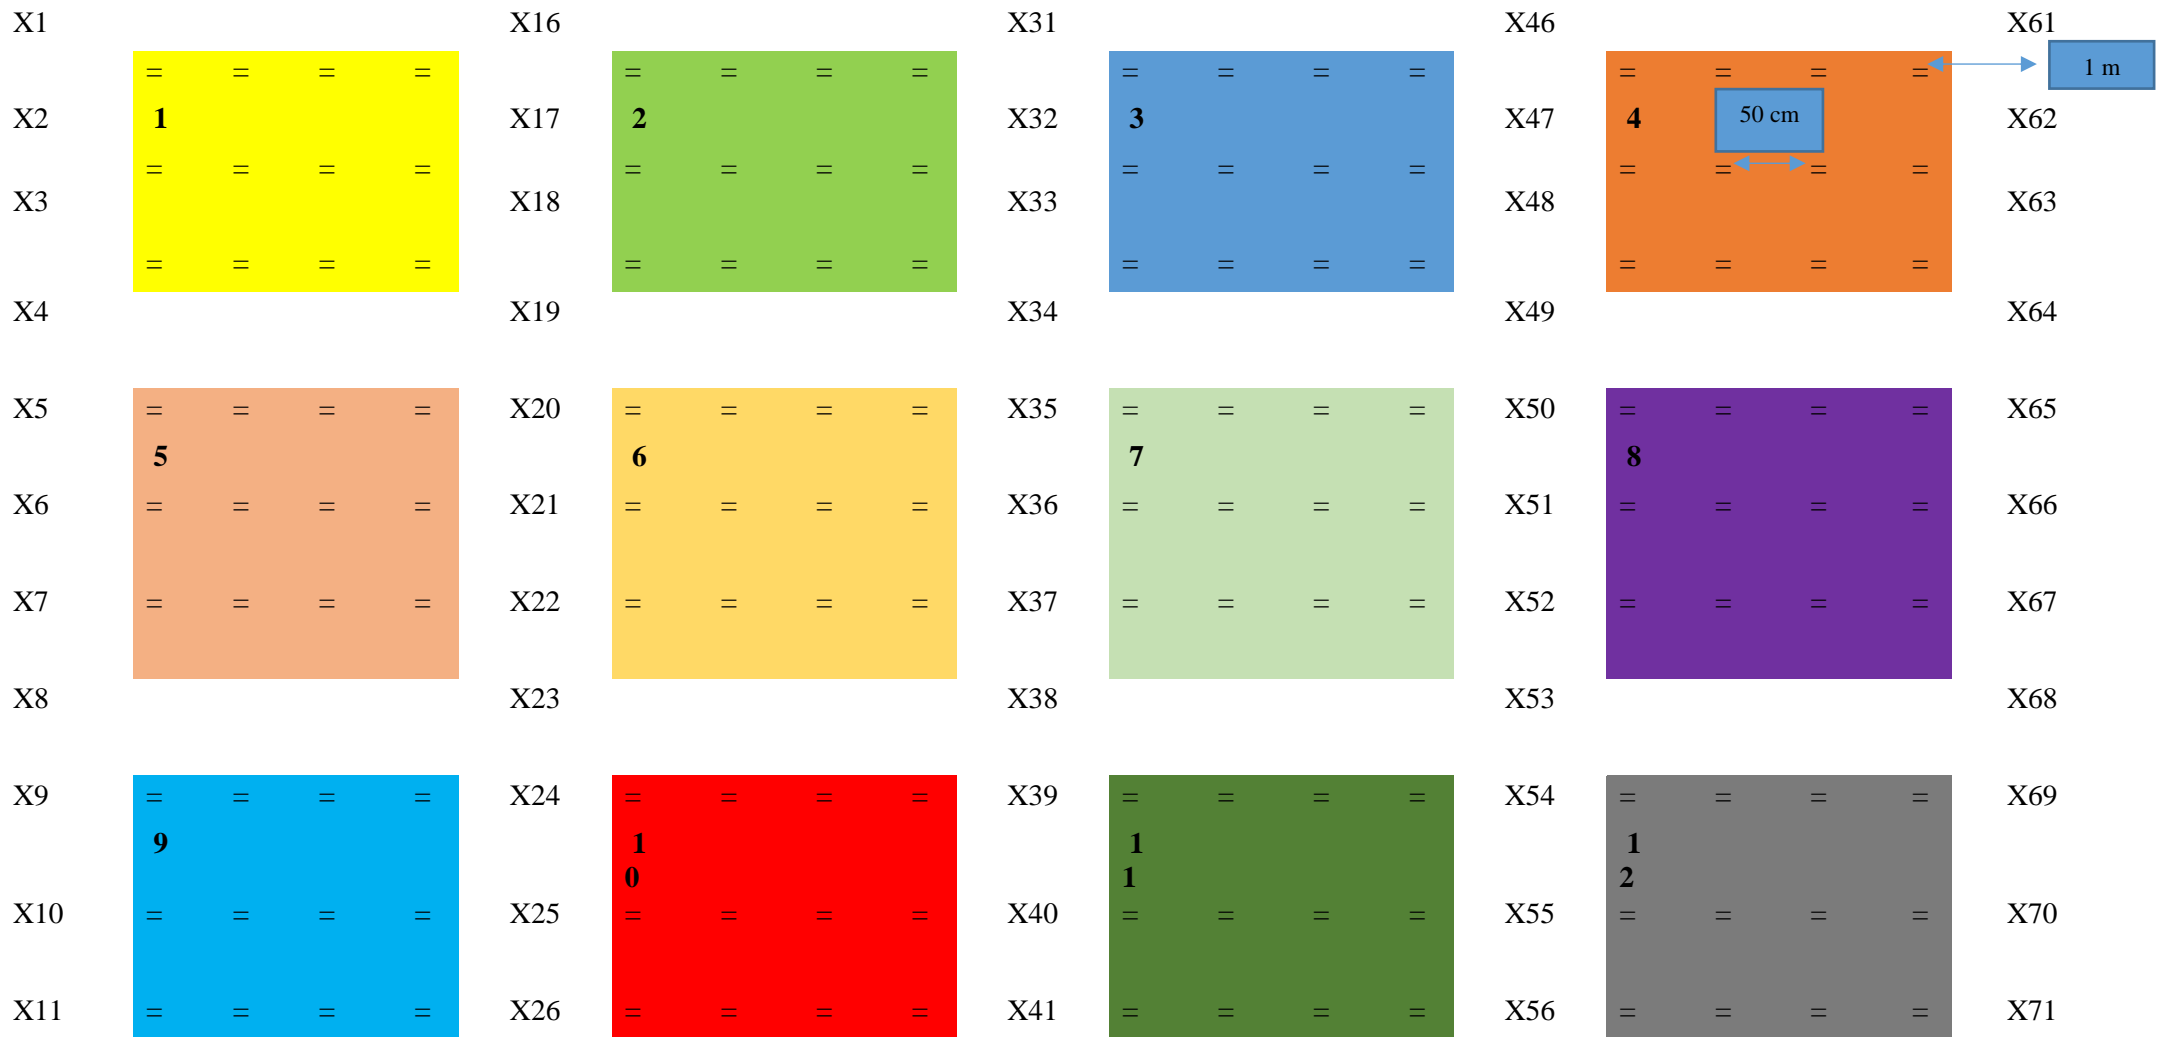 X1 X16 X31 X46 X61
= = = = = = = = = = = = = = = = 1 m
X2 1 X17 2 X32 3 X47 4 50 cm X62
= = = = = = = = = = = = = = = =
X3 X18 X33 X48 X63
= = = = = = = = = = = = = = = =
X4 X19 X34 X49 X64
X5 = = = = X20 = = = = X35 = = = = X50 = = = = X65
5 6 7 8
X6 = = = = X21 = = = = X36 = = = = X51 = = = = X66
X7 = = = = X22 = = = = X37 = = = = X52 = = = = X67
X8 X23 X38 X53 X68
X9 = = = = X24 = = = = X39 = = = = X54 = = = = X69
9 1 1 1
0 1 2
X10 = = = = X25 = = = = X40 = = = = X55 = = = = X70
X11 = = = = X26 = = = = X41 = = = = X56 = = = = X71